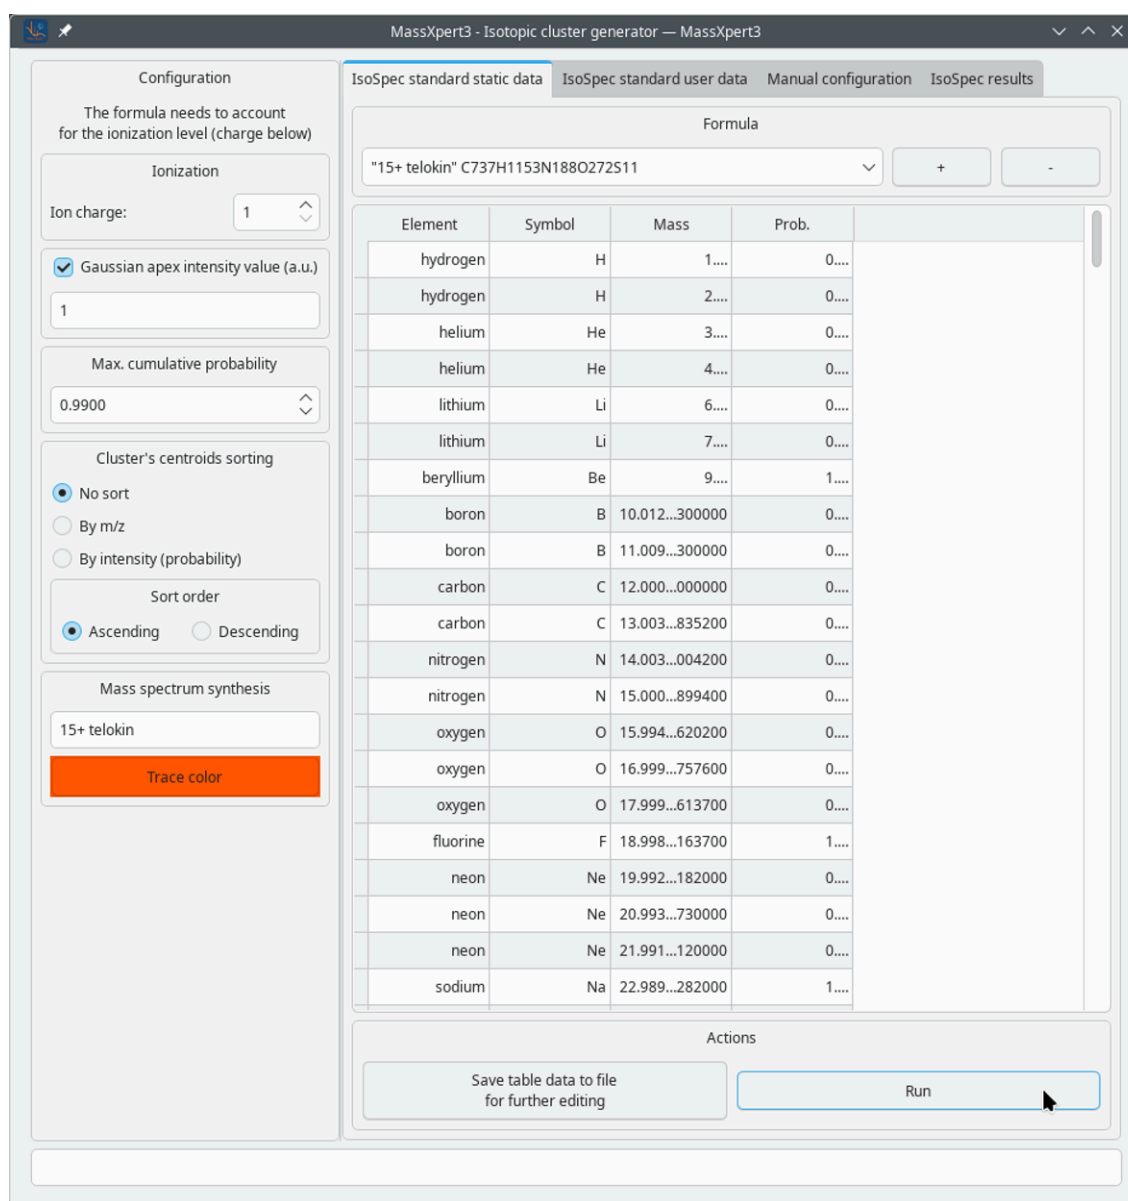 MassXpert3 - Isotopic cluster generator — MassXpert3
Configuration
The formula needs to account
for the ionization level (charge below)
Ionization
Ion charge:
1
Gaussian apex intensity value (a.u.)
1
Max. cumulative probability
0.9900
Cluster's centroids sorting
No sort
By m/z
By intensity (probability)
Sort order
Ascending Descending
Mass spectrum synthesis
15+ telokin
Trace color
IsoSpec standard static data IsoSpec standard user data Manual configuration IsoSpec results
Formula
"15+ telokin" C737H1153N188O272S11 + -
Element Symbol Mass Prob.
hydrogen H 1.... 0....
hydrogen H 2.... 0....
helium He 3.... 0....
helium He 4.... 0....
lithium Li 6.... 0....
lithium Li 7.... 0....
beryllium Be 9.... 1....
boron B 10.012...300000 0....
boron B 11.009...300000 0....
carbon C 12.000...000000 0....
carbon C 13.003...835200 0....
nitrogen N 14.003...004200 0....
nitrogen N 15.000...899400 0....
oxygen O 15.994...620200 0....
oxygen O 16.999...757600 0....
oxygen O 17.999...613700 0....
fluorine F 18.998...163700 1....
neon Ne 19.992...182000 0....
neon Ne 20.993...730000 0....
neon Ne 21.991...120000 0....
sodium Na 22.989...282000 1....
Actions
Save table data to file
for further editing
Run